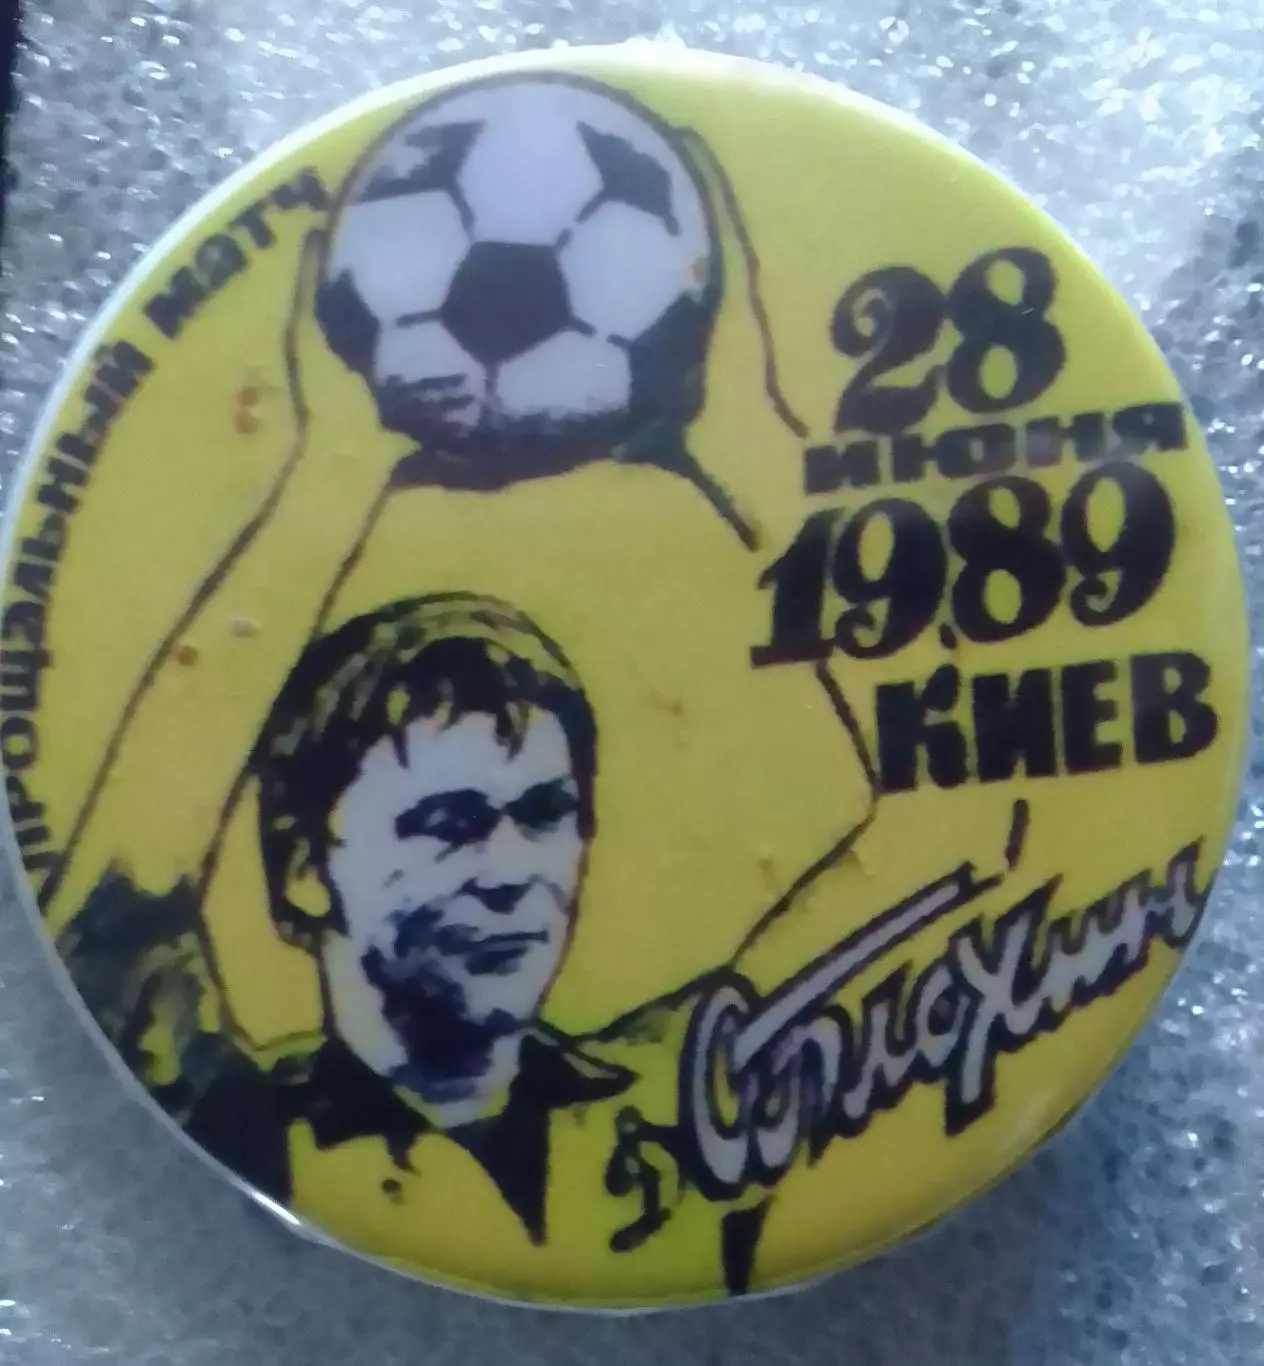 ПРОЩАЛЬНЫЙ МАТЧ
28
ИЮНЯ
1989
КИЕВ
О.Блохин
Д